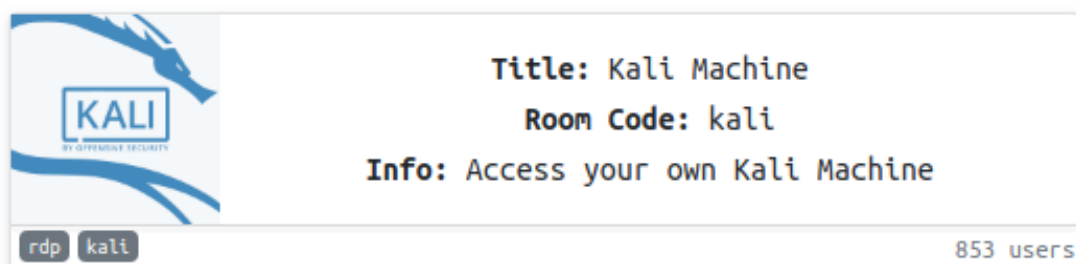 KALI
BY OFFENSIVE SECURITY
Title: Kali Machine
Room Code: kali
Info: Access your own Kali Machine
rdp kali
853 users